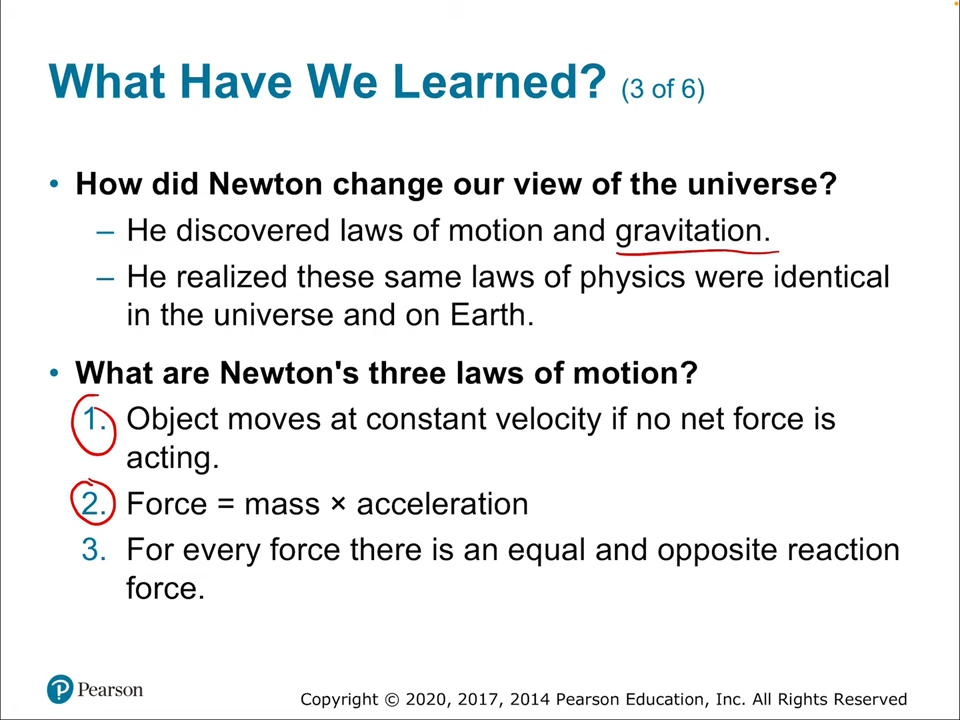 What Have We Learned? (3 of 6)
• How did Newton change our view of the universe?
– He discovered laws of motion and gravitation.
– He realized these same laws of physics were identical
in the universe and on Earth.
• What are Newton's three laws of motion?
1. Object moves at constant velocity if no net force is
acting.
2. Force = mass × acceleration
3. For every force there is an equal and opposite reaction
force.
P Pearson
Copyright © 2020, 2017, 2014 Pearson Education, Inc. All Rights Reserved